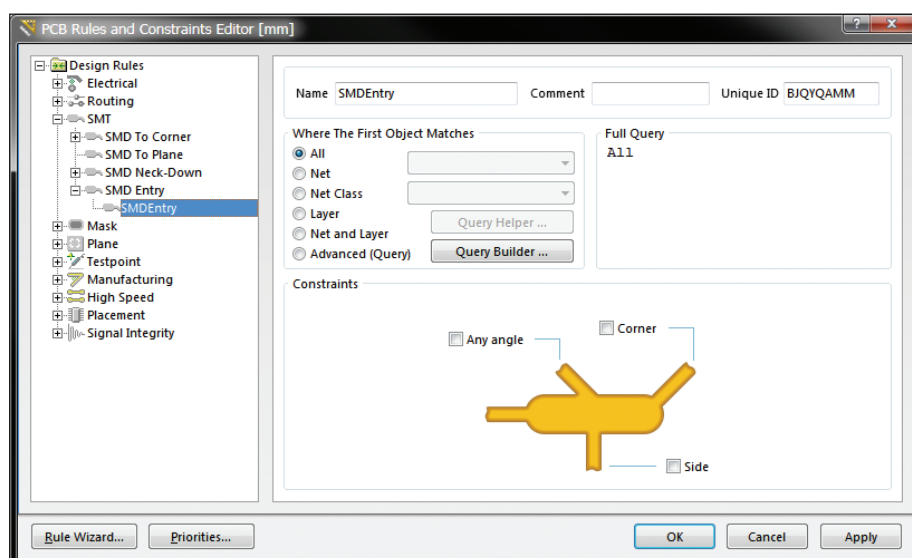 PCB Rules and Constraints Editor [mm]
Design Rules
Electrical
Routing
SMT
SMD To Corner
SMD To Plane
SMD Neck-Down
SMD Entry
SMDEntry
Mask
Plane
Testpoint
Manufacturing
High Speed
Placement
Signal Integrity
Name SMDEntry Comment Unique ID BJQYQAMM
Where The First Object Matches
All
Net
Net Class
Layer
Net and Layer
Advanced (Query)
Query Helper ...
Query Builder ...
Full Query
All
Constraints
Any angle
Corner
Side
Rule Wizard... Priorities... OK Cancel Apply